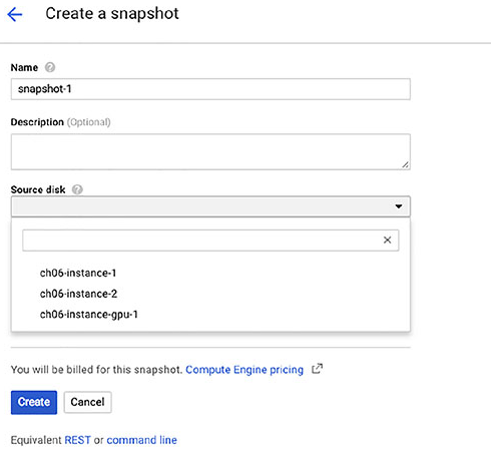 Create a snapshot
Name
snapshot-1
Description (Optional)
Source disk
ch06-instance-1
ch06-instance-2
ch06-instance-gpu-1
You will be billed for this snapshot. Compute Engine pricing
Create Cancel
Equivalent REST or command line